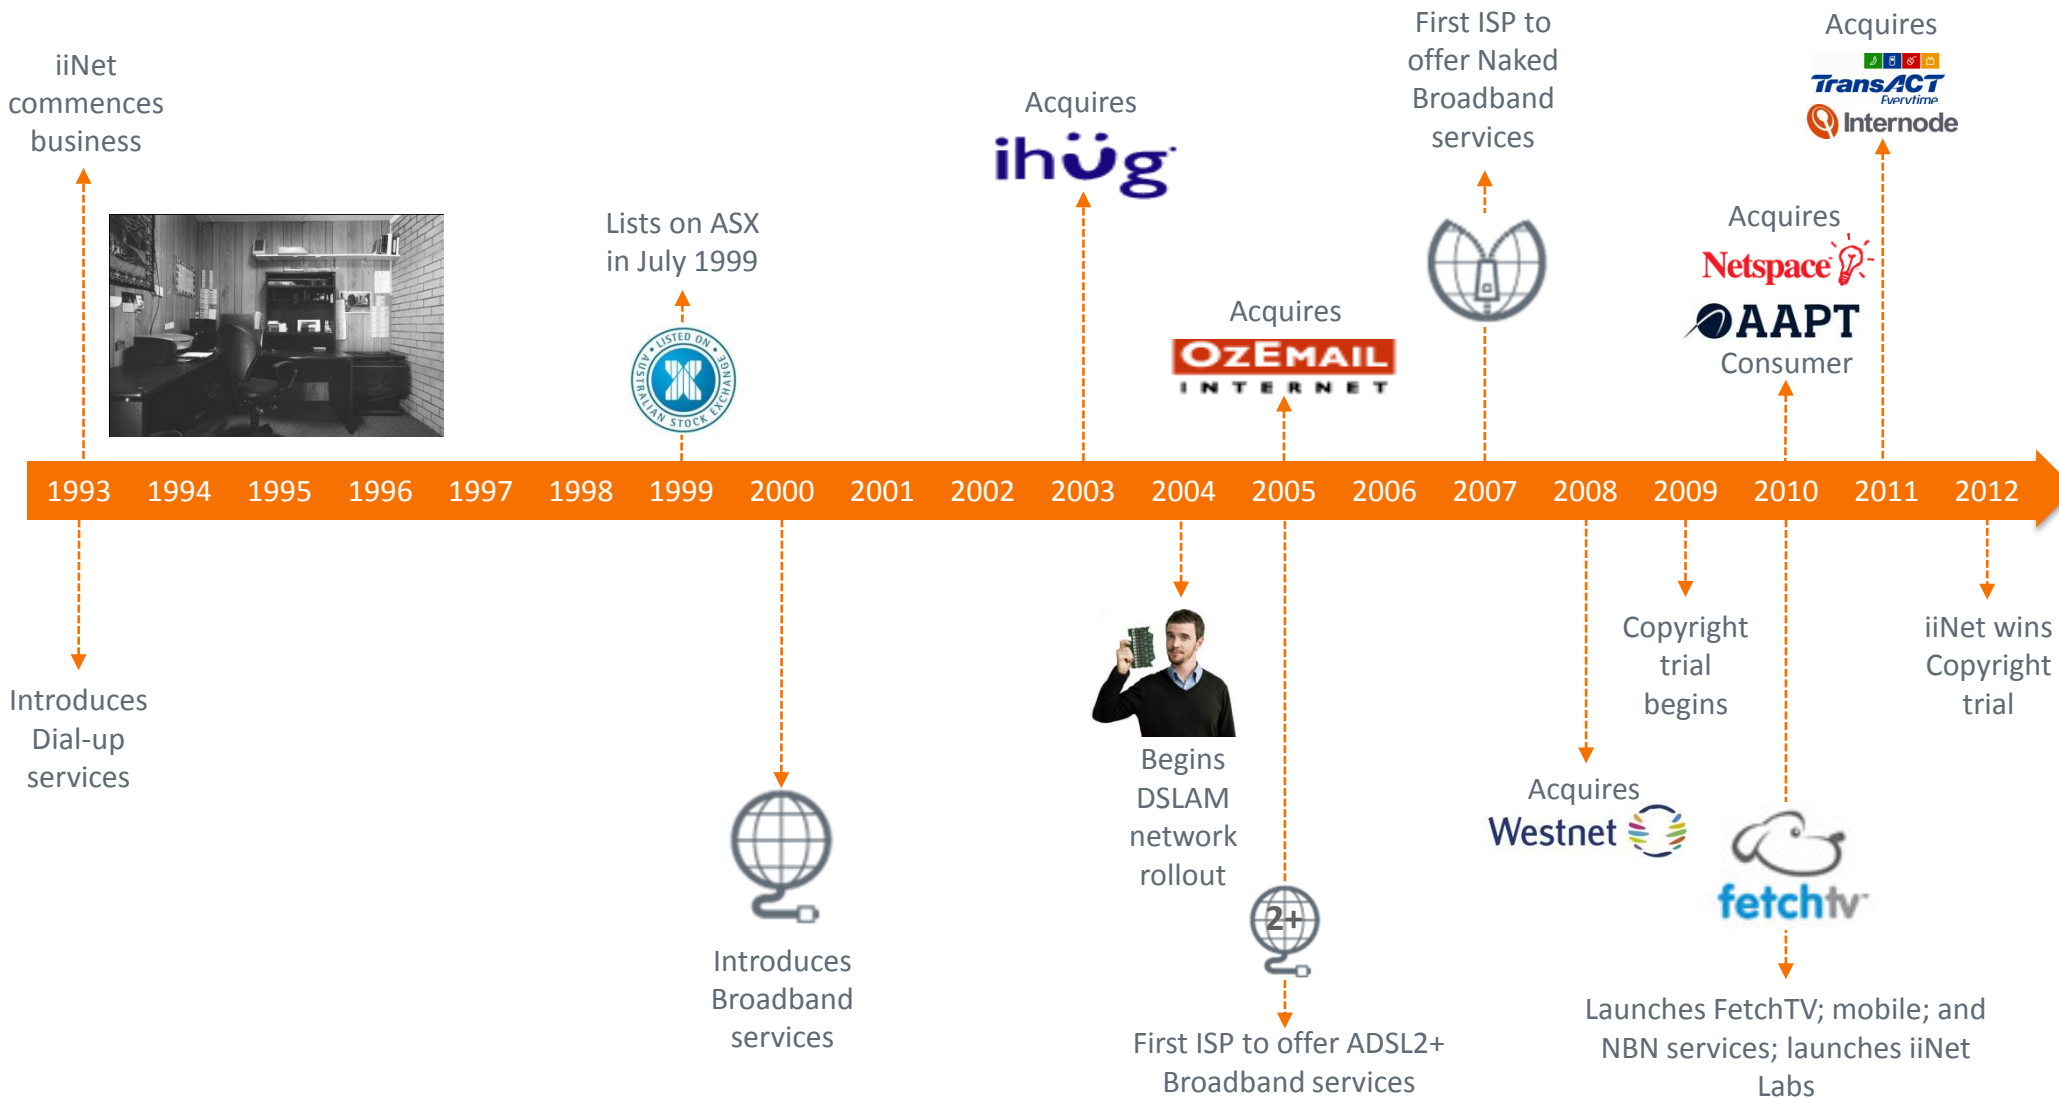 iiNet
commences
business
Lists on ASX
in July 1999
LISTED ON
AUSTRALIAN STOCK EXCHANGE
Acquires
ihüg
Acquires
OZEMAIL
INTERNET
First ISP to
offer Naked
Broadband
services
Acquires
Netspace
AAPT
Consumer
Acquires
TransACT
Everytime
Internode
1993 1994 1995 1996 1997 1998 1999 2000 2001 2002 2003 2004 2005 2006 2007 2008 2009 2010 2011 2012
Introduces
Dial-up
services
Introduces
Broadband
services
Begins
DSLAM
network
rollout
2+
First ISP to offer ADSL2+
Broadband services
Acquires
Westnet
Copyright
trial
begins
fetchtv
Launches FetchTV; mobile; and
NBN services; launches iiNet
Labs
iiNet wins
Copyright
trial